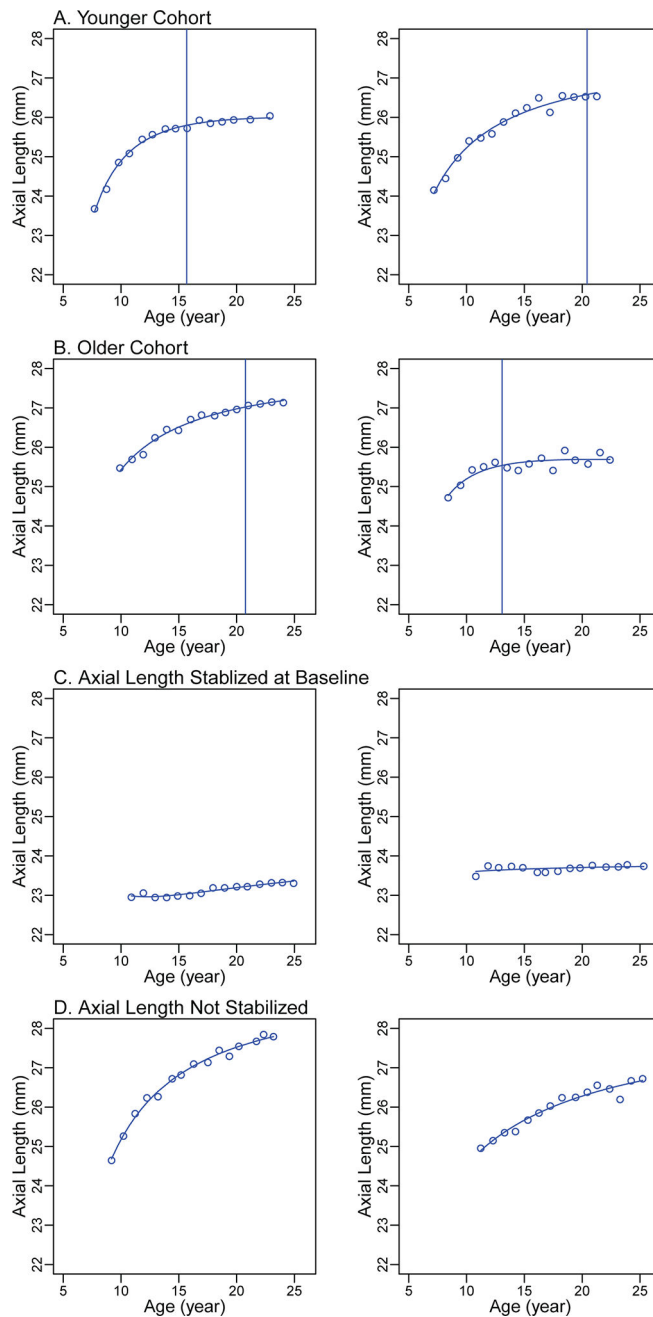 A. Younger Cohort
Axial Length (mm)
28
27
26
25
24
23
22
5 10 15 20 25
Age (year)
Axial Length (mm)
28
27
26
25
24
23
22
5 10 15 20 25
Age (year)
B. Older Cohort
Axial Length (mm)
28
27
26
25
24
23
22
5 10 15 20 25
Age (year)
Axial Length (mm)
28
27
26
25
24
23
22
5 10 15 20 25
Age (year)
C. Axial Length Stablized at Baseline
Axial Length (mm)
28
27
26
25
24
23
22
5 10 15 20 25
Age (year)
Axial Length (mm)
28
27
26
25
24
23
22
5 10 15 20 25
Age (year)
D. Axial Length Not Stabilized
Axial Length (mm)
28
27
26
25
24
23
22
5 10 15 20 25
Age (year)
Axial Length (mm)
28
27
26
25
24
23
22
5 10 15 20 25
Age (year)